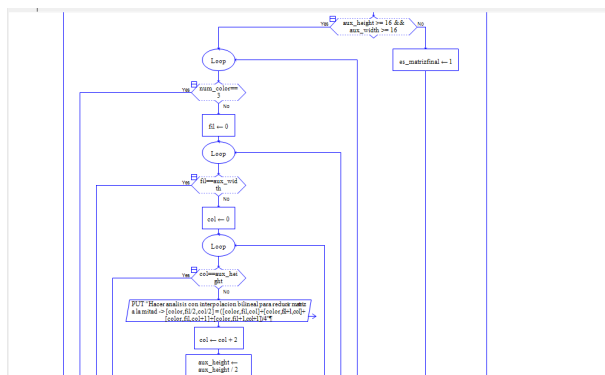 Yes
aux_height >= 16 &&
aux_width >= 16
No
es_matrizfinal ← 1
Loop
Yes
num_color==
3
No
fil ← 0
Loop
Yes
fil==aux_wid
th
No
col ← 0
Loop
Yes
col==aux_hei
ght
No
PUT "Hacer analisis con interpolacion bilineal para reducir matriz
a la mitad -> [color,fil/2,col/2] = ([color,fil,col]+[color,fil+1,col]+
[color,fil,col+1]+[color,fil+1,col+1])/4"¶
col ← col + 2
aux_height ←
aux_height / 2